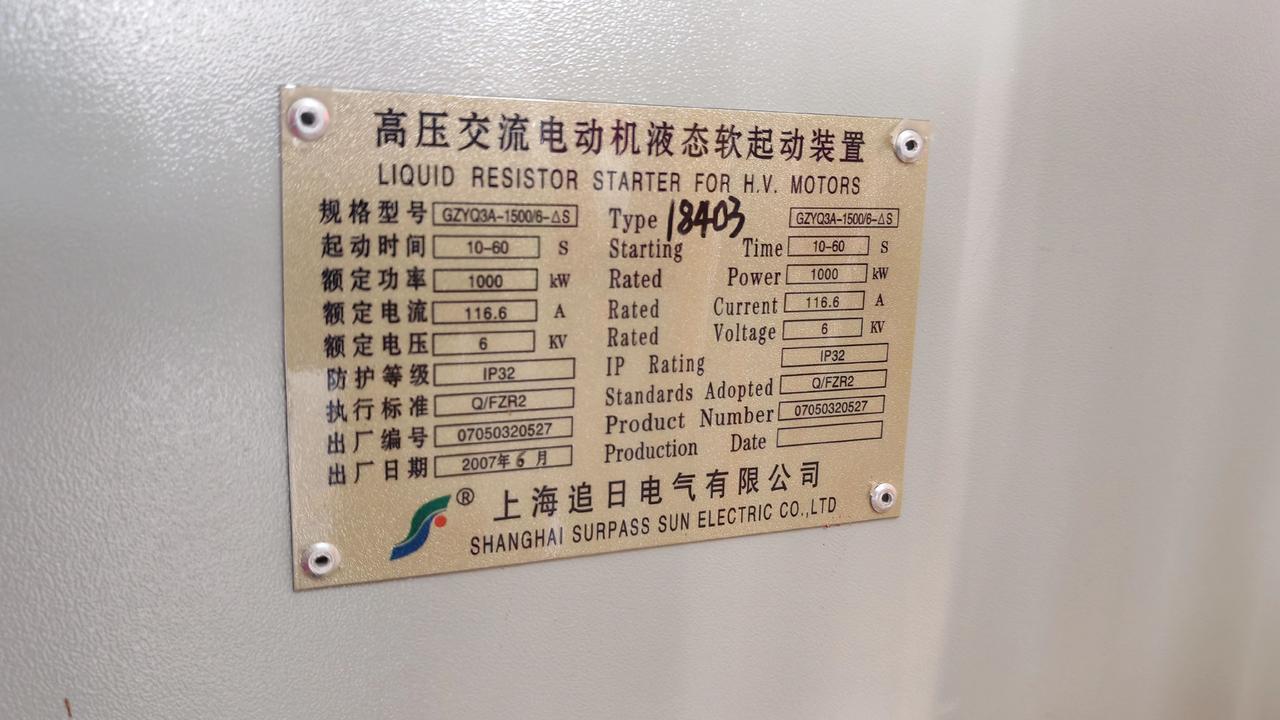 高压交流电动机液态软起动装置
LIQUID RESISTOR STARTER FOR H.V. MOTORS
规格型号 GZYQ3A-1500/6-△S
起动时间 10-60 S
额定功率 1000 kW
额定电流 116.6 A
额定电压 6 KV
防护等级 IP32
执行标准 Q/FZR2
出厂编号 07050320527
出厂日期 2007年6月
Type 18403 GZYQ3A-1500/6-△S
Starting Time 10-60 S
Rated Power 1000 kW
Rated Current 116.6 A
Rated Voltage 6 KV
IP Rating IP32
Standards Adopted Q/FZR2
Product Number 07050320527
Production Date
® 上海追日电气有限公司
SHANGHAI SURPASS SUN ELECTRIC CO.,LTD